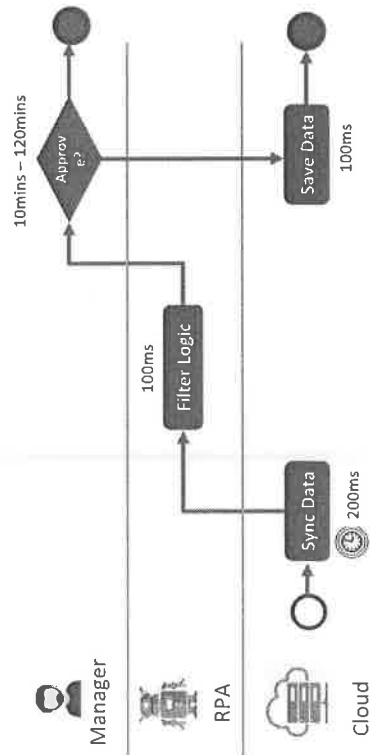 Manager
10mins – 120mins
Approv
e?
RPA
100ms
Filter Logic
Cloud
Sync Data
200ms
Save Data
100ms